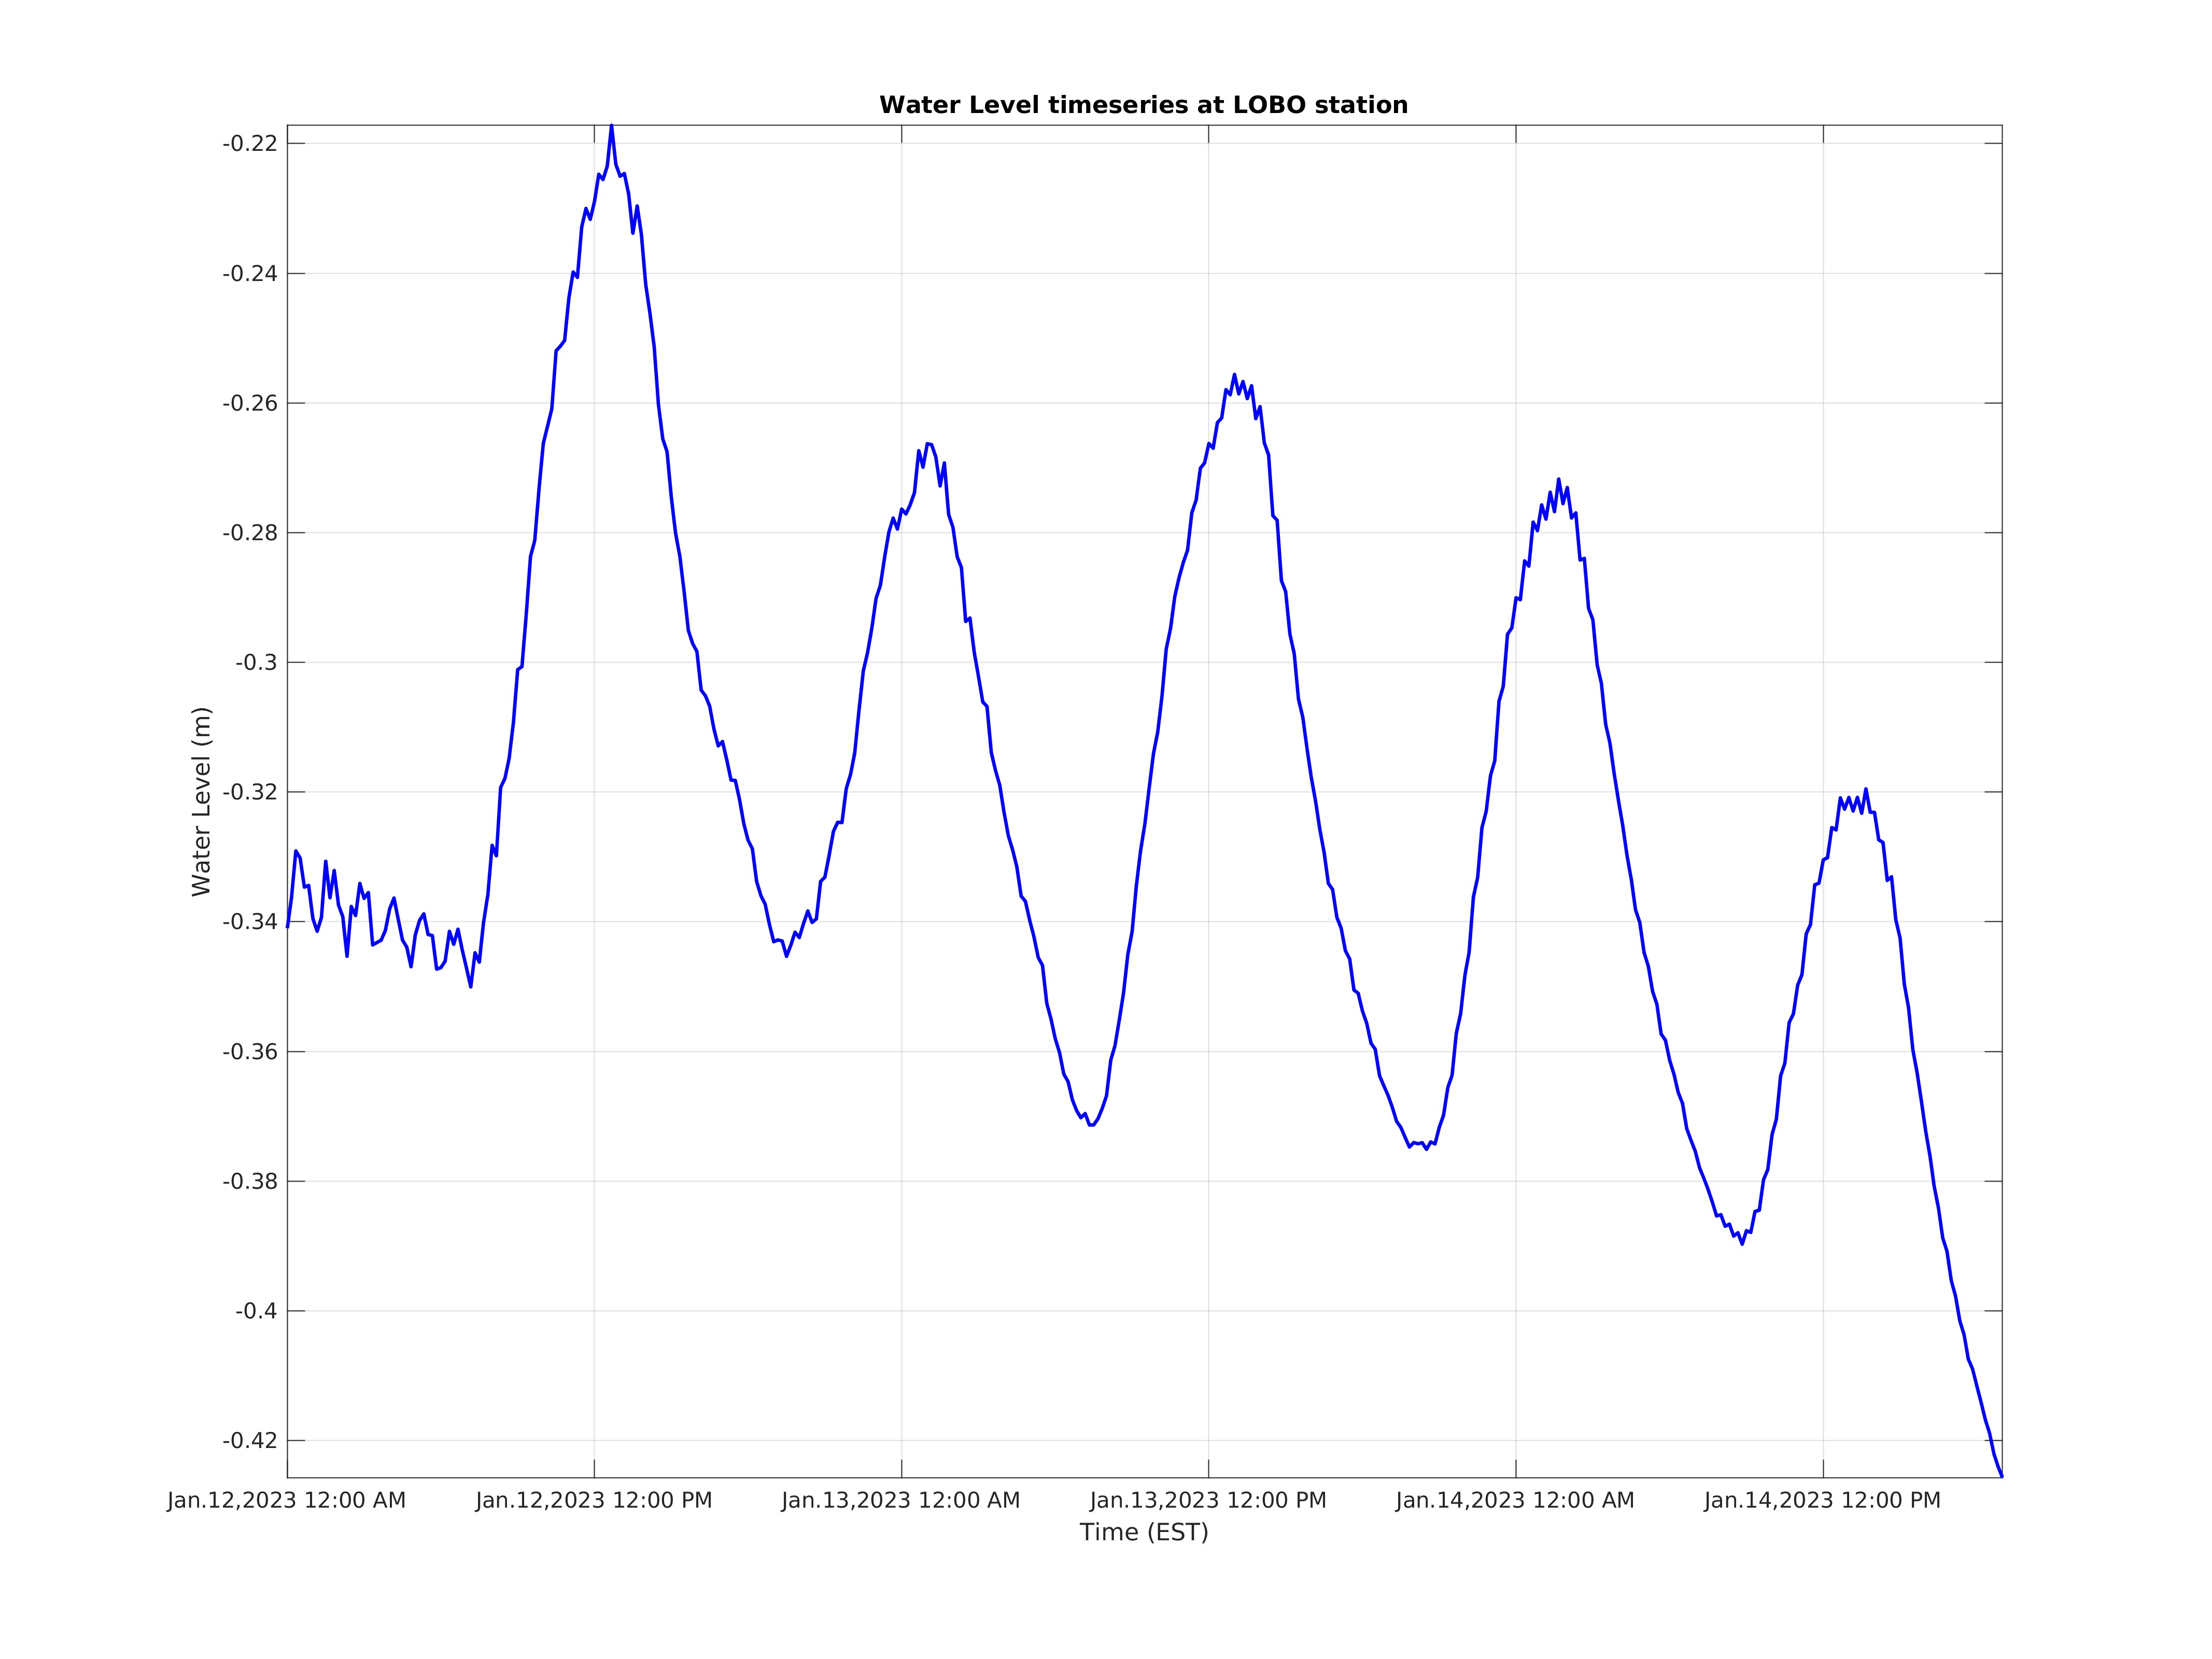 Water Level timeseries at LOBO station
-0.22
-0.24
-0.26
-0.28
-0.3
-0.32
-0.34
-0.36
-0.38
-0.4
-0.42
Water Level (m)
Jan.12,2023 12:00 AM
Jan.12,2023 12:00 PM
Jan.13,2023 12:00 AM
Jan.13,2023 12:00 PM
Jan.14,2023 12:00 AM
Jan.14,2023 12:00 PM
Time (EST)